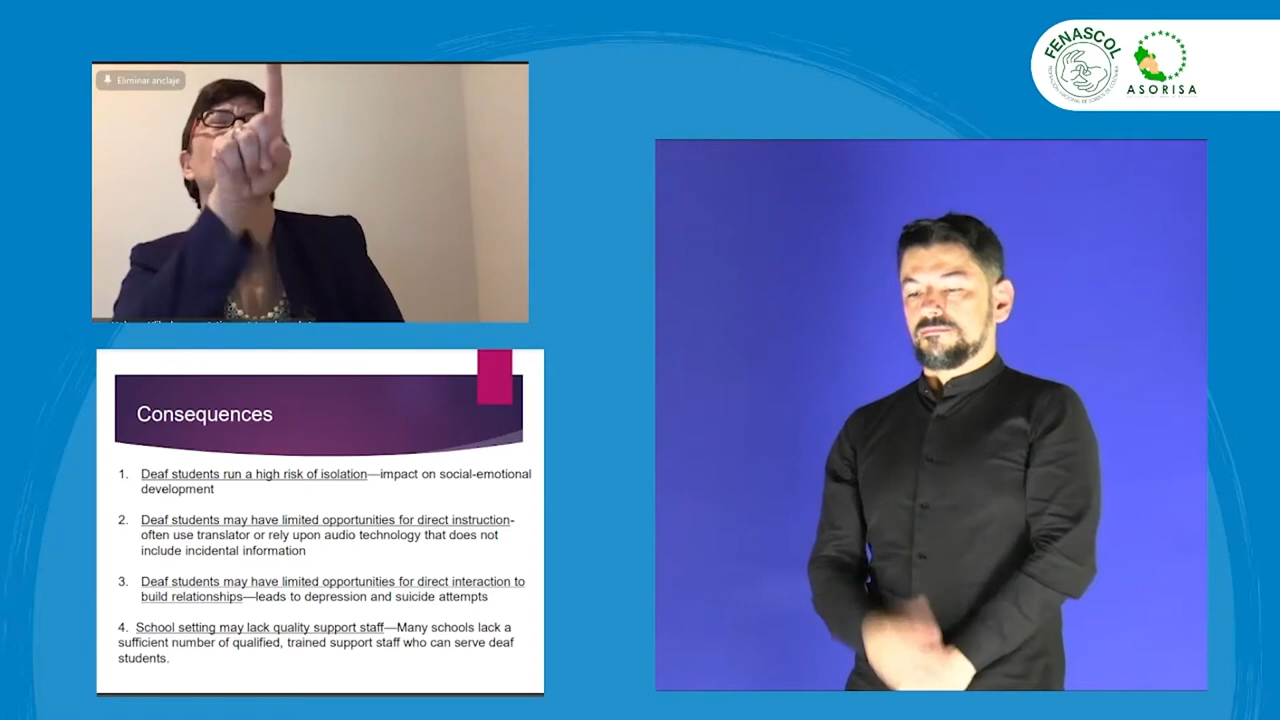 Eliminar anclaje
FENASCOL
ASORISA
Consequences
1. Deaf students run a high risk of isolation—impact on social-emotional
development
2. Deaf students may have limited opportunities for direct instruction-
often use translator or rely upon audio technology that does not
include incidental information
3. Deaf students may have limited opportunities for direct interaction to
build relationships—leads to depression and suicide attempts
4. School setting may lack quality support staff—Many schools lack a
sufficient number of qualified, trained support staff who can serve deaf
students.